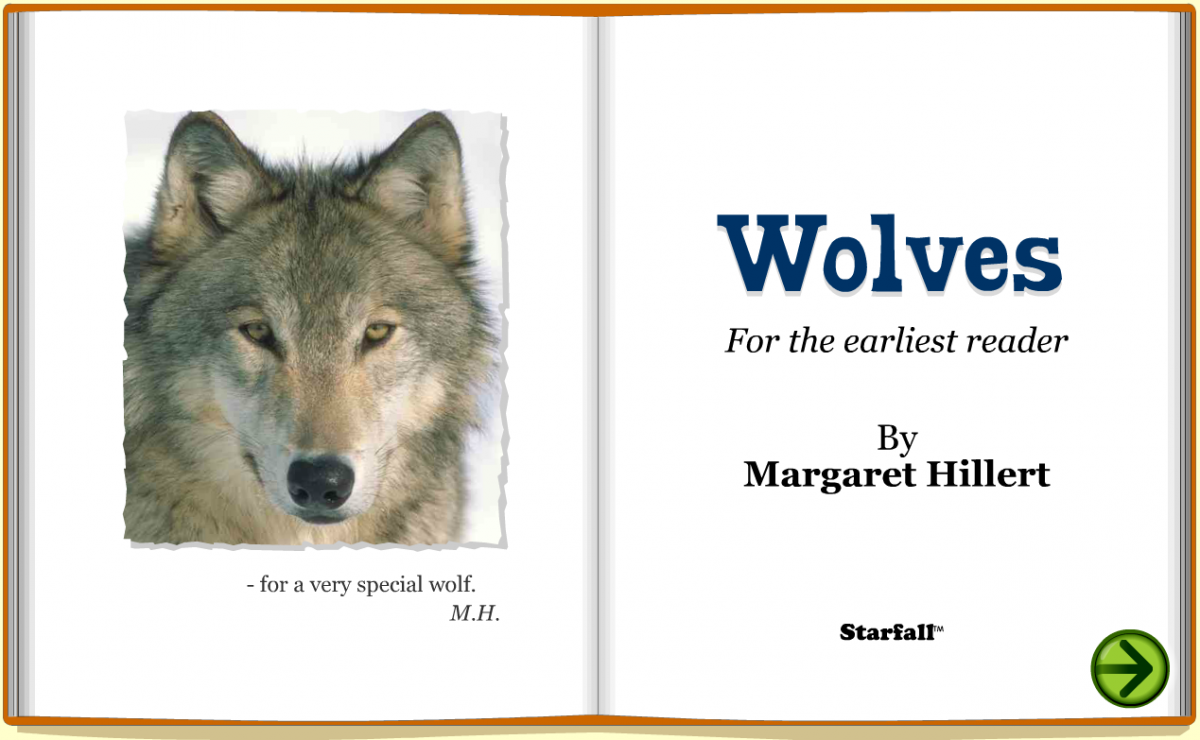 - for a very special wolf.
M.H.
Wolves
For the earliest reader
By
Margaret Hillert
Starfall™